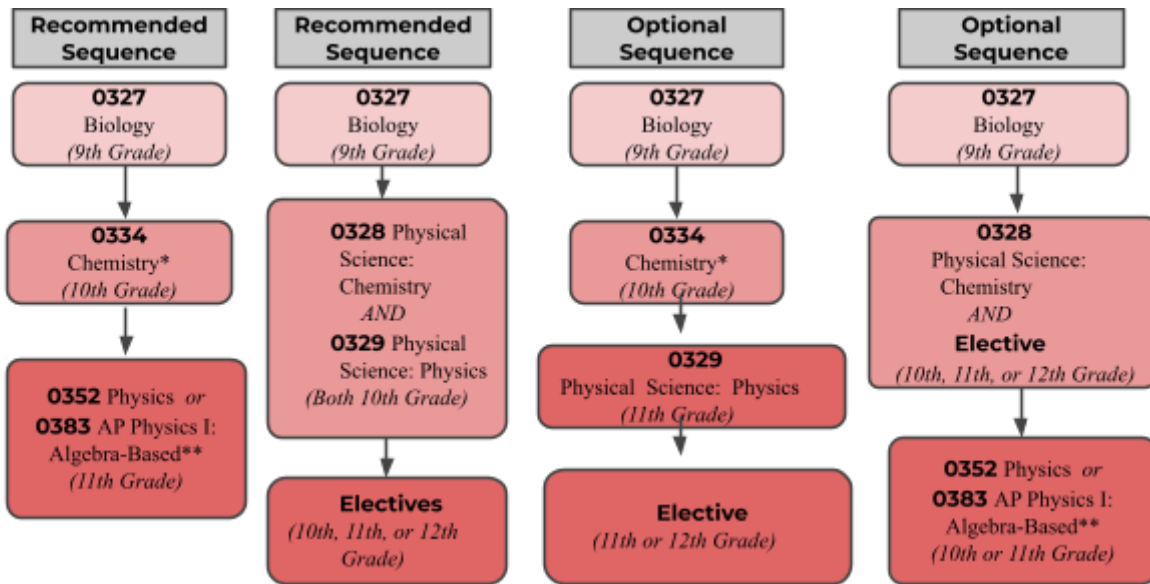 Recommended
Sequence
0327
Biology
(9th Grade)
0334
Chemistry*
(10th Grade)
0352 Physics or
0383 AP Physics I:
Algebra-Based**
(11th Grade)
Recommended
Sequence
0327
Biology
(9th Grade)
0328 Physical
Science:
Chemistry
AND
0329 Physical
Science: Physics
(Both 10th Grade)
Electives
(10th, 11th, or 12th
Grade)
Optional
Sequence
0327
Biology
(9th Grade)
0334
Chemistry*
(10th Grade)
0329
Physical Science: Physics
(11th Grade)
Elective
(11th or 12th Grade)
Optional
Sequence
0327
Biology
(9th Grade)
0328
Physical Science:
Chemistry
AND
Elective
(10th, 11th, or 12th Grade)
0352 Physics or
0383 AP Physics I:
Algebra-Based**
(10th or 11th Grade)